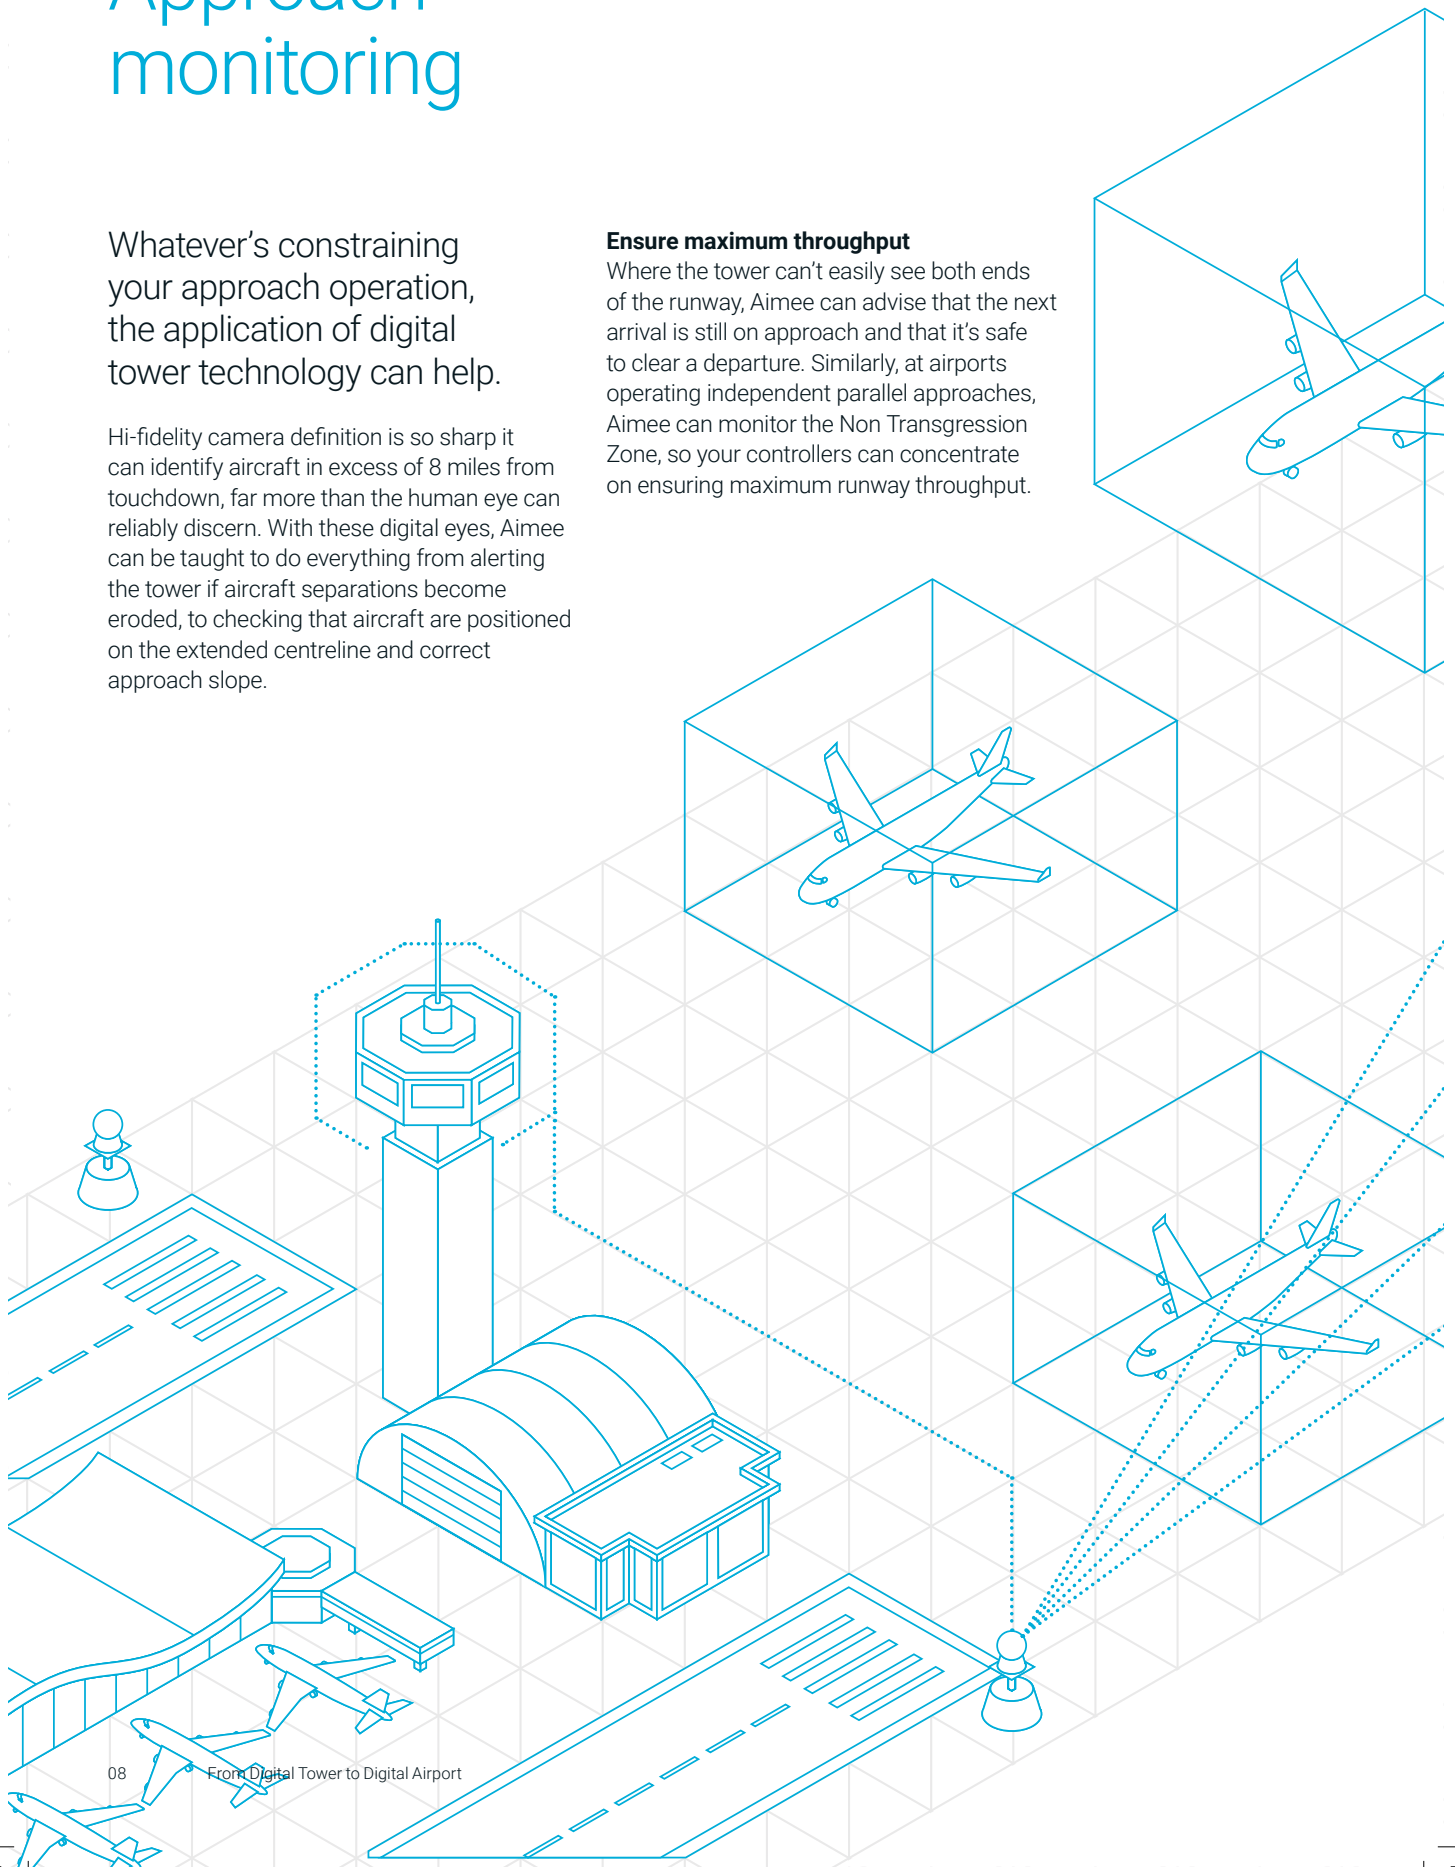 Approach
monitoring
Whatever’s constraining
your approach operation,
the application of digital
tower technology can help.
Hi-fidelity camera definition is so sharp it
can identify aircraft in excess of 8 miles from
touchdown, far more than the human eye can
reliably discern. With these digital eyes, Aimee
can be taught to do everything from alerting
the tower if aircraft separations become
eroded, to checking that aircraft are positioned
on the extended centreline and correct
approach slope.
Ensure maximum throughput
Where the tower can’t easily see both ends
of the runway, Aimee can advise that the next
arrival is still on approach and that it’s safe
to clear a departure. Similarly, at airports
operating independent parallel approaches,
Aimee can monitor the Non Transgression
Zone, so your controllers can concentrate
on ensuring maximum runway throughput.
08 From Digital Tower to Digital Airport